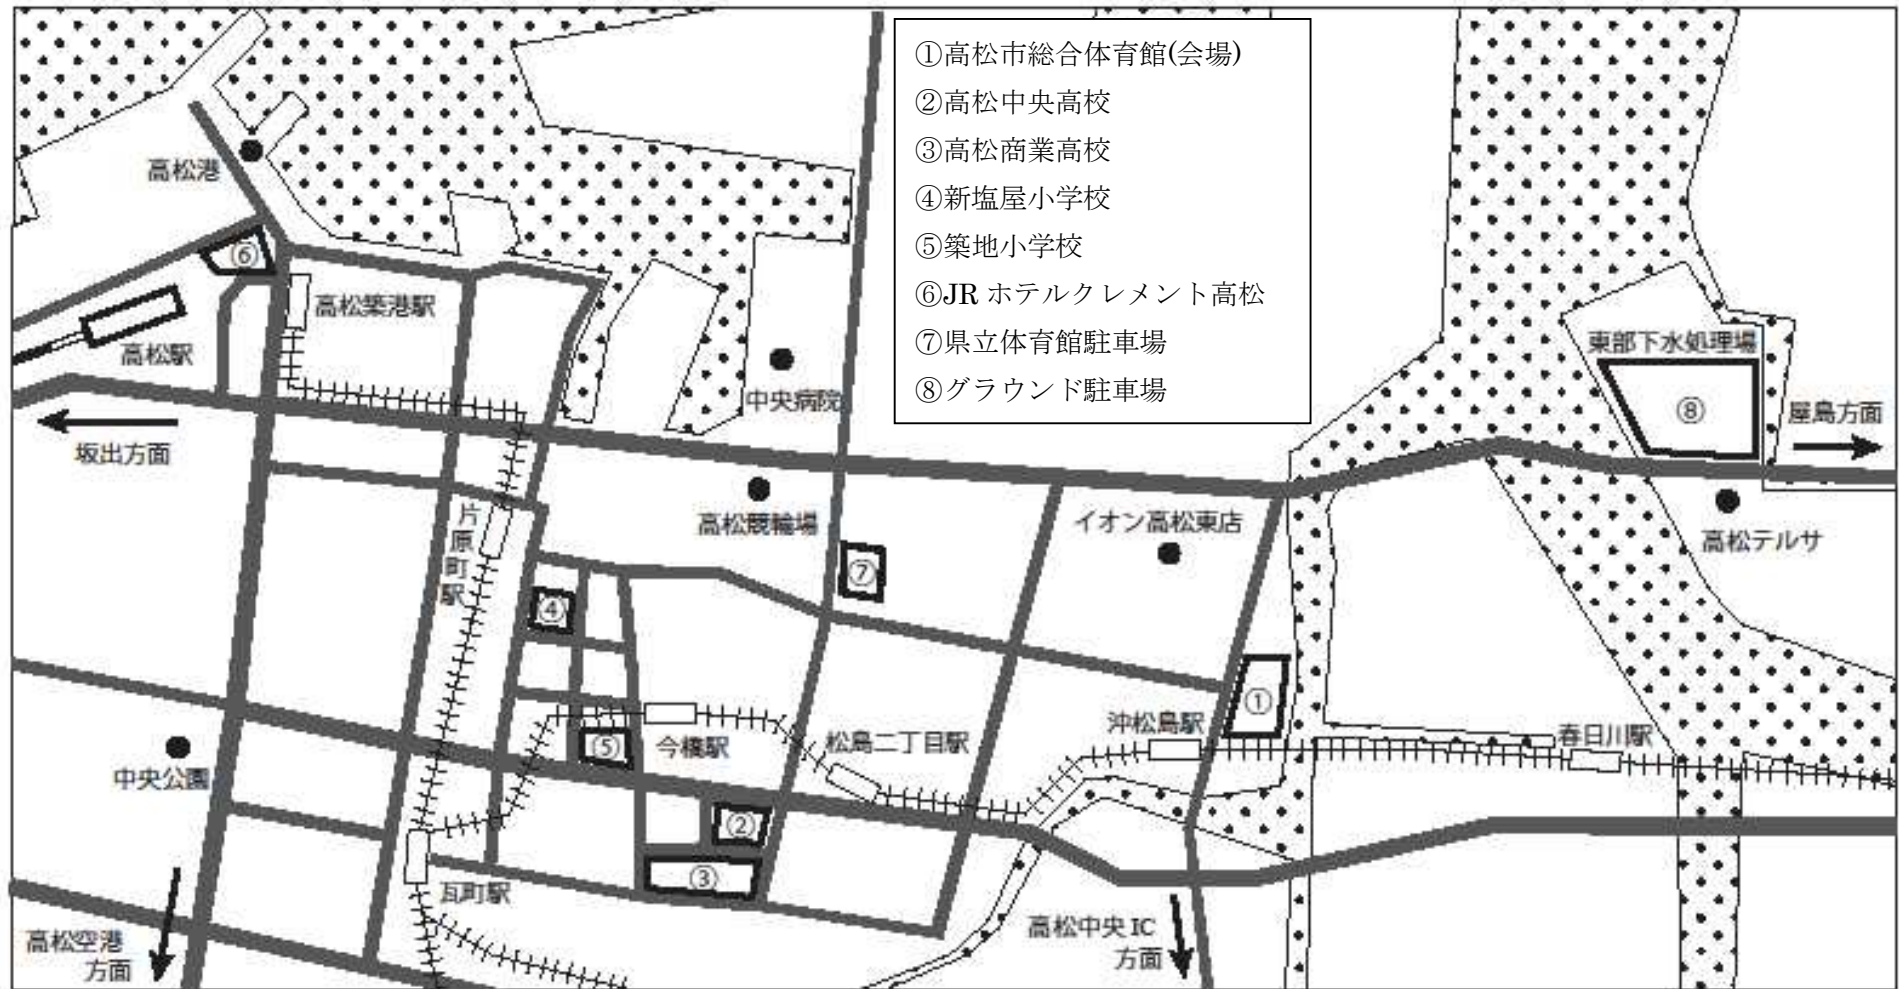 ①高松市総合体育館(会場)
②高松中央高校
③高松商業高校
④新塩屋小学校
⑤築地小学校
⑥JRホテルクレメント高松
⑦県立体育館駐車場
⑧グラウンド駐車場
高松港
⑥
高松築港駅
高松駅
東部下水処理場
中央病院
⑧
屋島方面
坂出方面
片原町駅
高松競輪場
イオン高松東店
高松テルサ
⑦
④
①
沖松島駅
春日川駅
⑤
今橋駅
松島二丁目駅
中央公園
②
③
瓦町駅
高松空港
方面
高松中央IC
方面